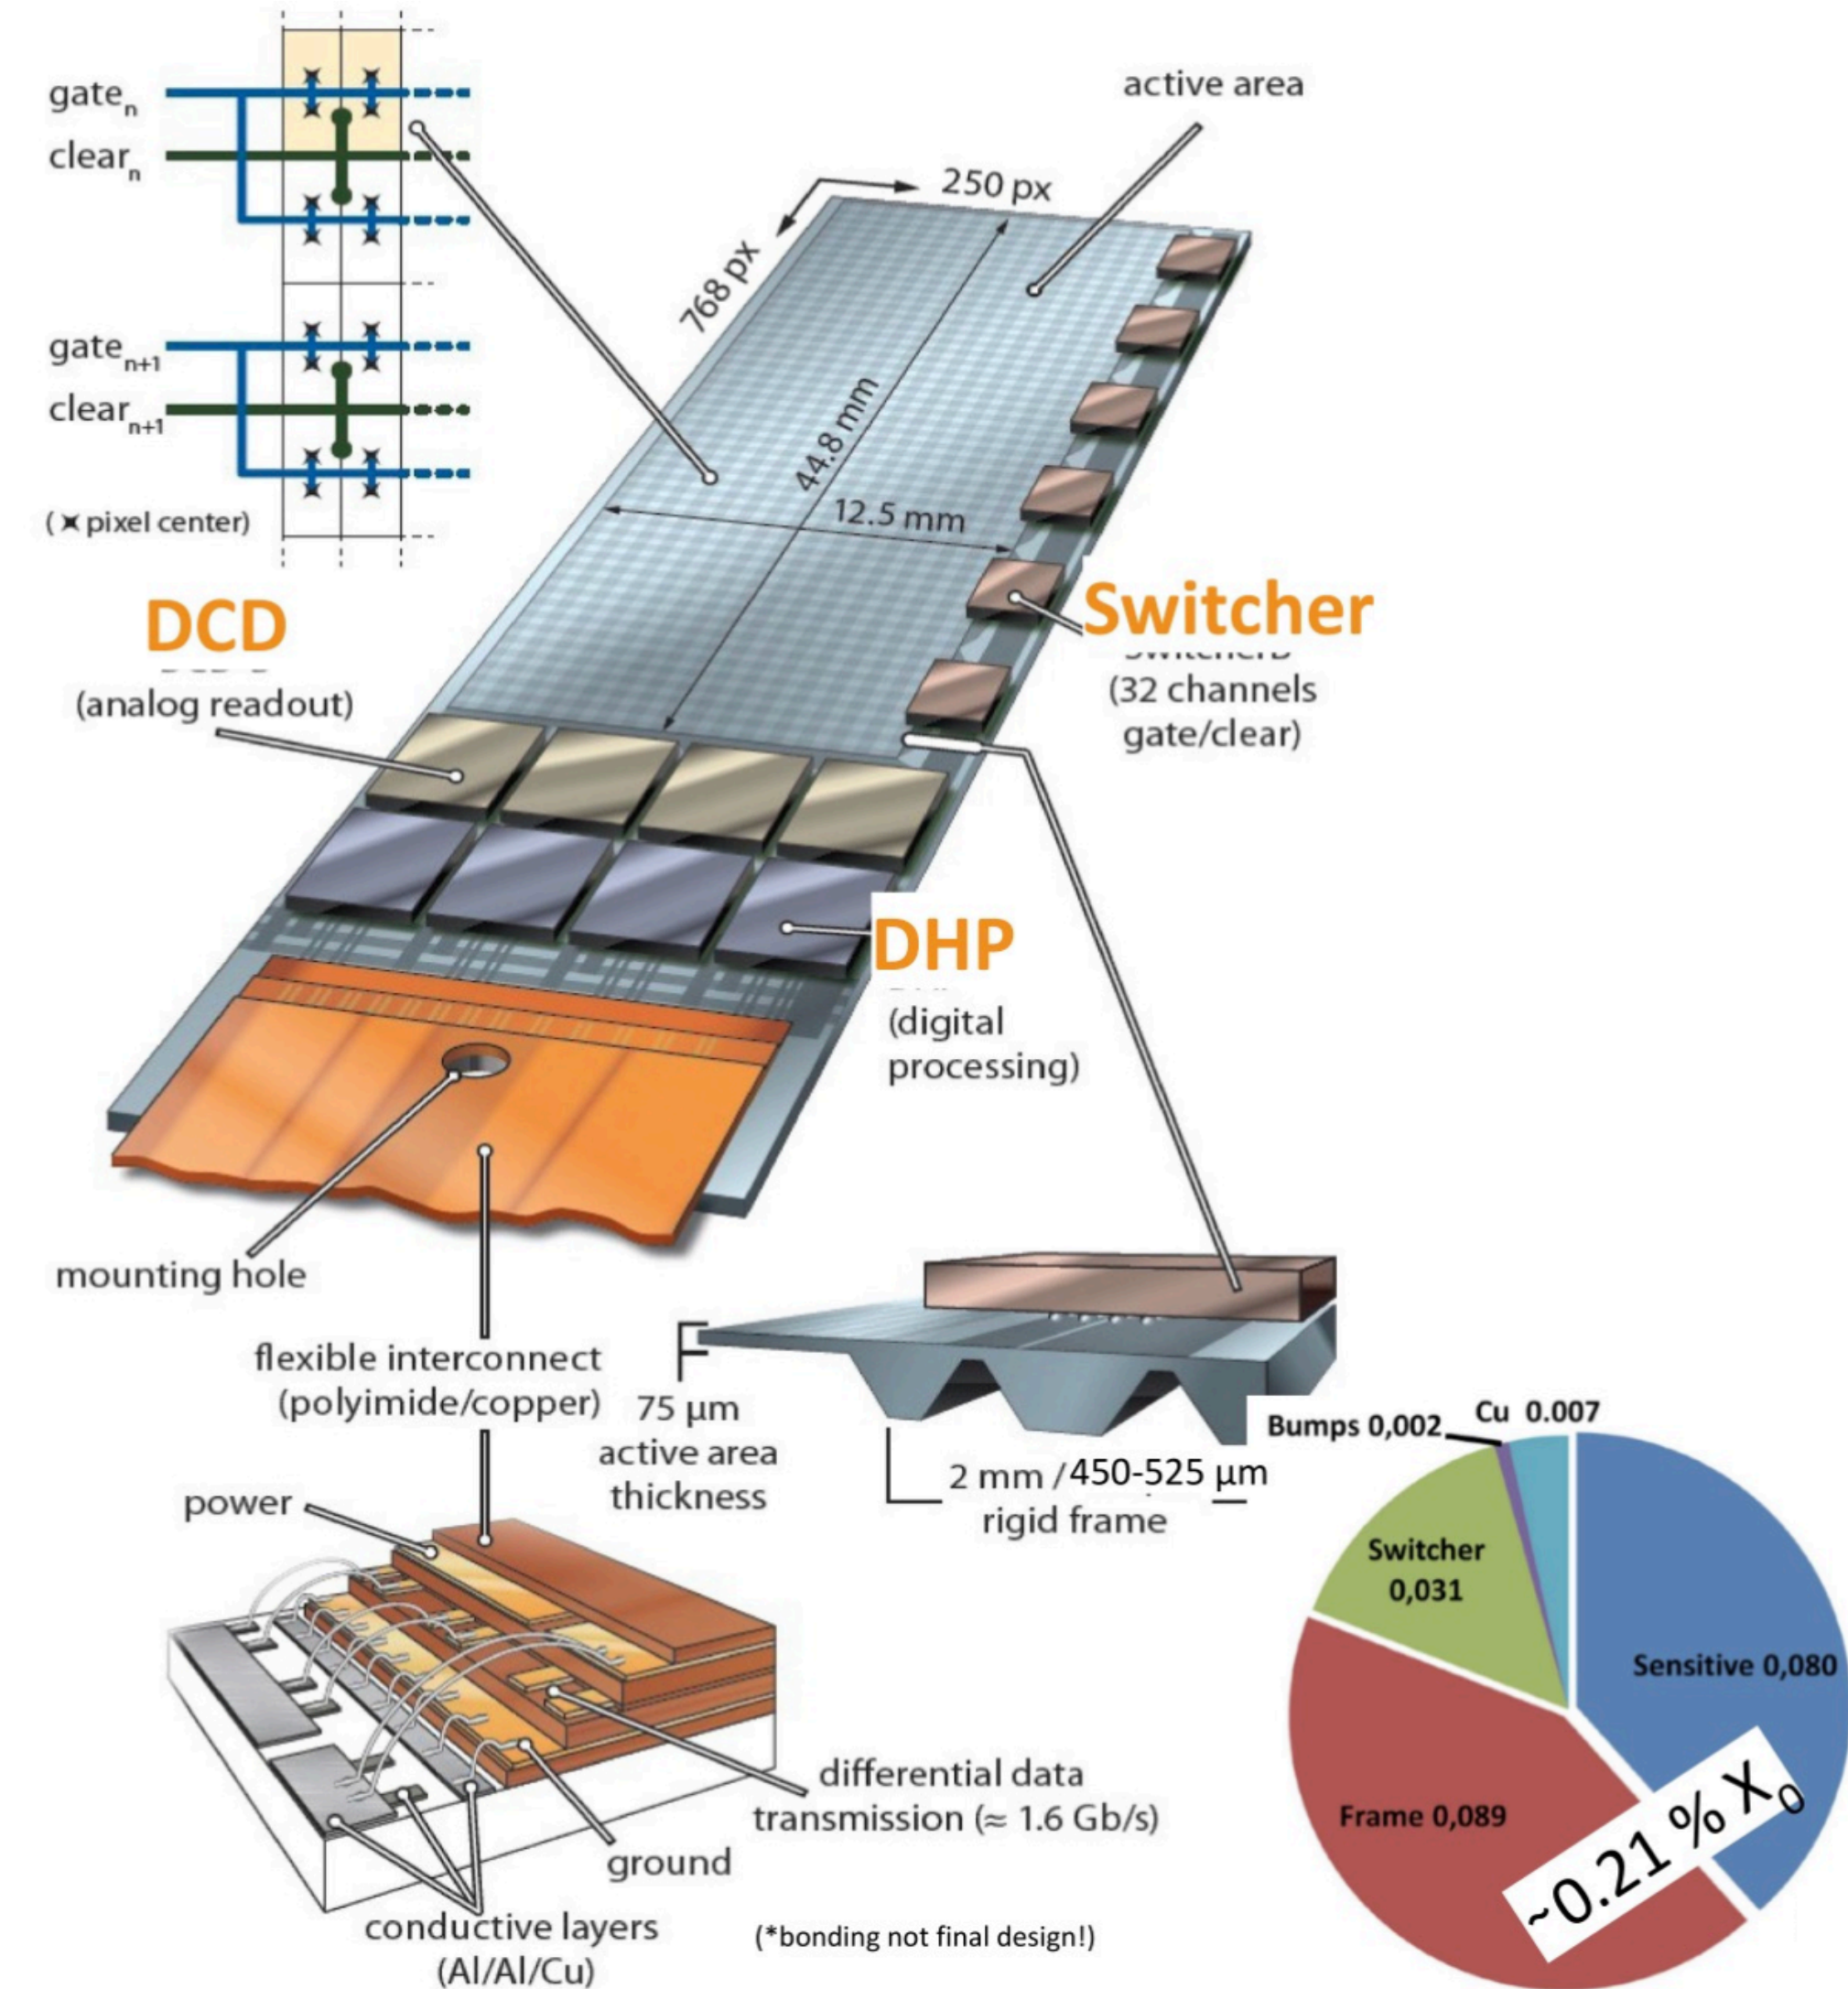 gate n
clear n
gate n+1
clear n+1
(✖ pixel center)
active area
250 px
768 px
44.8 mm
12.5 mm
DCD
(analog readout)
Switcher
(32 channels
gate/clear)
DHP
(digital
processing)
mounting hole
flexible interconnect
(polyimide/copper)
75 µm
active area
thickness
2 mm /450-525 µm
rigid frame
power
differential data
transmission (≈ 1.6 Gb/s)
ground
conductive layers
(Al/Al/Cu)
(*bonding not final design!)
Bumps 0,002
Cu 0.007
Switcher
0,031
Sensitive 0,080
Frame 0,089
~0.21 % X0